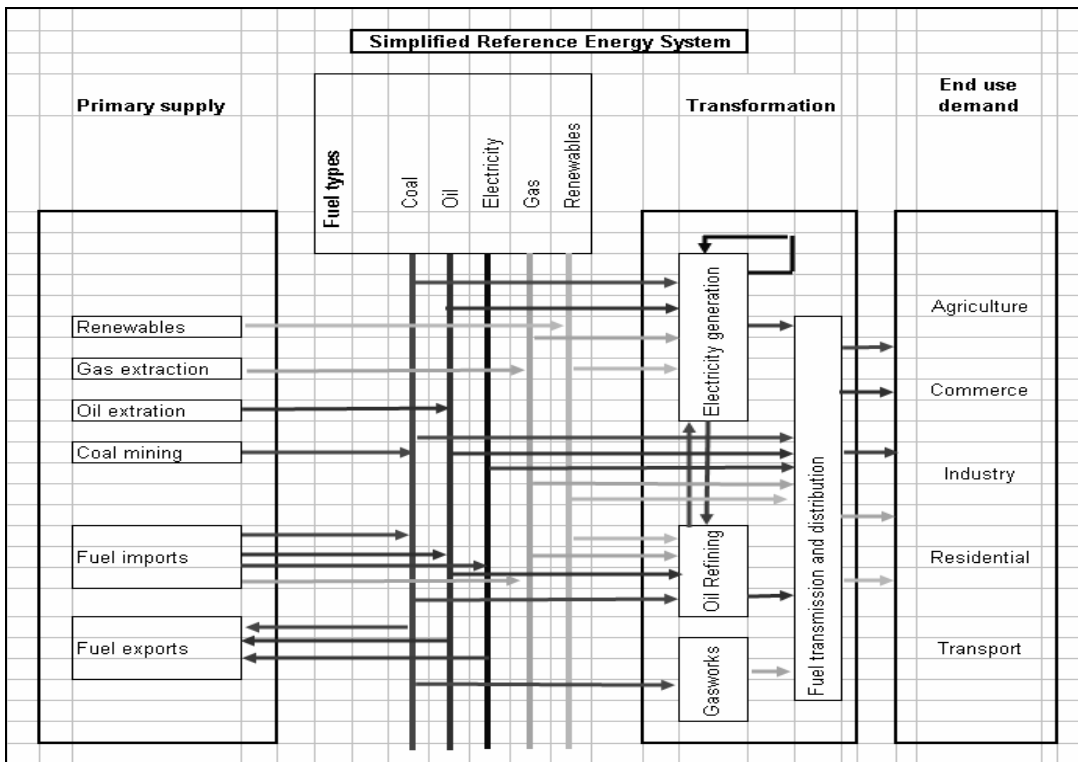 Simplified Reference Energy System
Primary supply
Transformation
End use
demand
Fuel types
Coal
Oil
Electricity
Gas
Renewables
Renewables
Gas extraction
Oil extration
Coal mining
Fuel imports
Fuel exports
Electricity generation
Oil Refining
Gasworks
Fuel transmission and distribution
Agriculture
Commerce
Industry
Residential
Transport